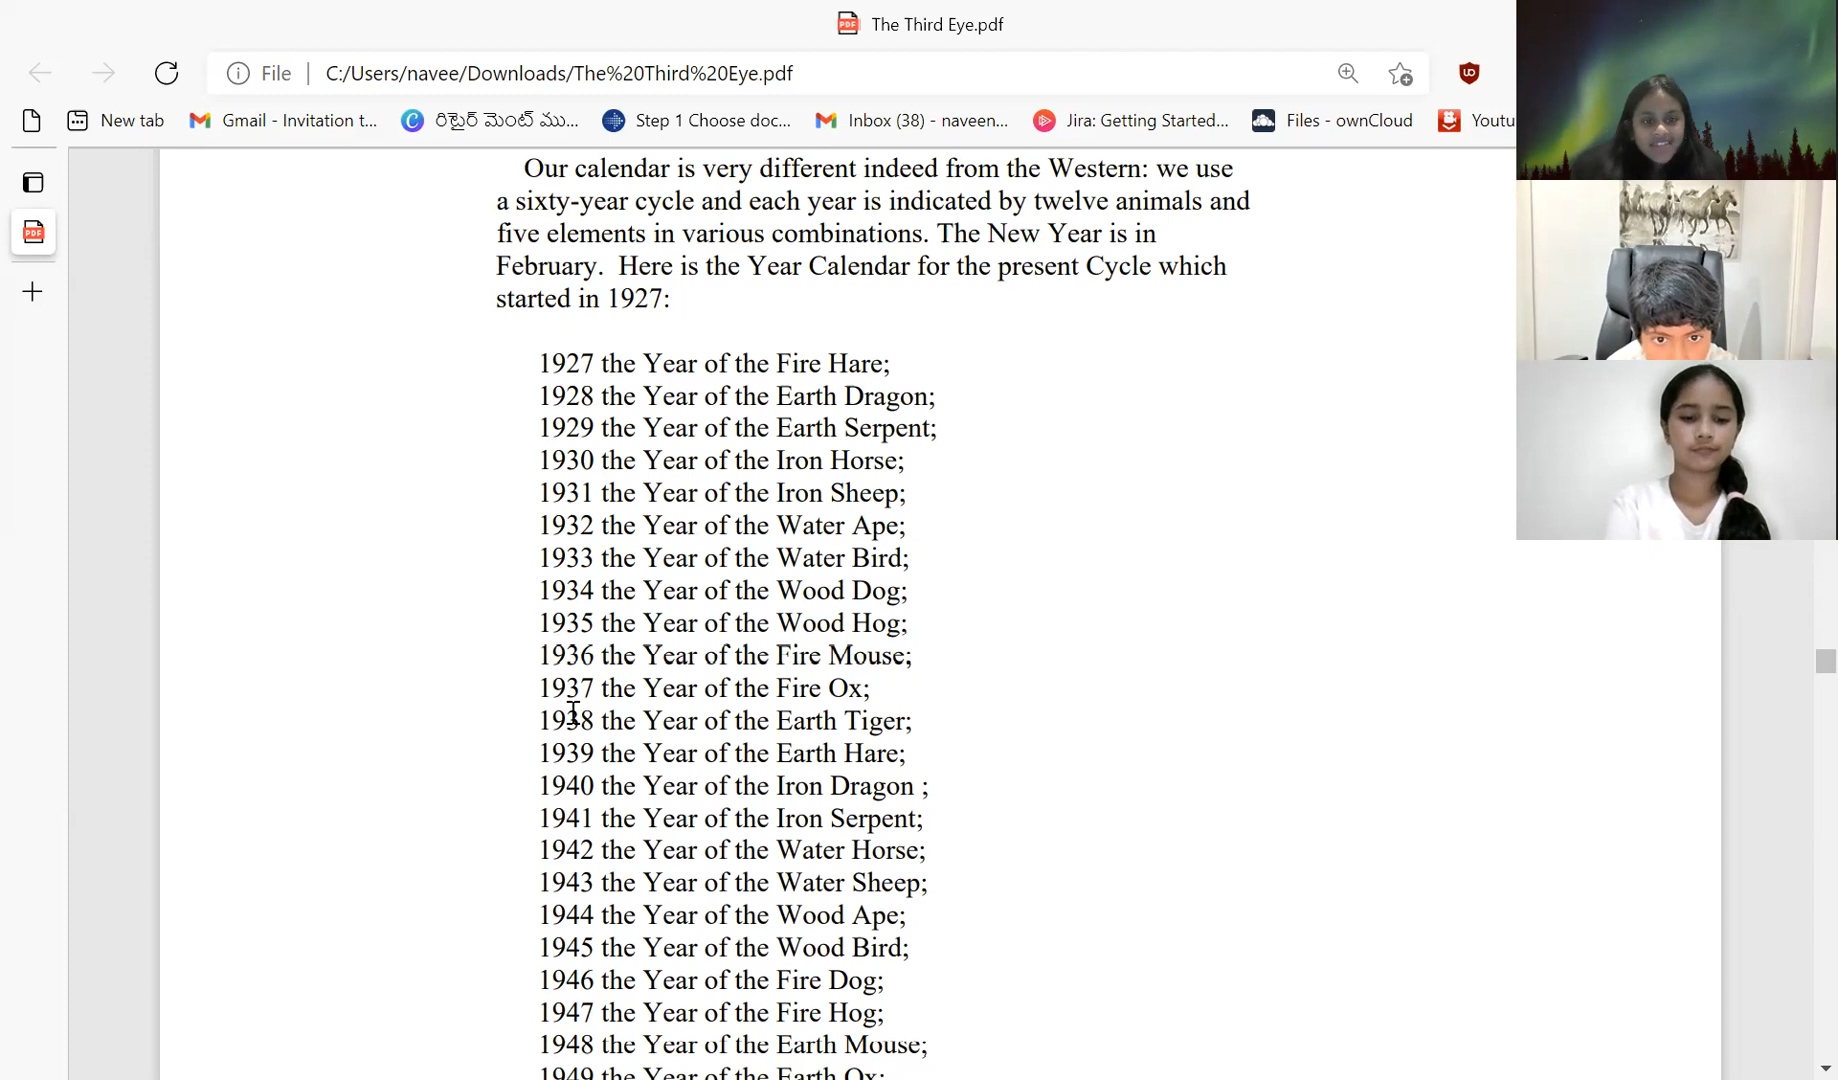 The Third Eye.pdf
File | C:/Users/navee/Downloads/The%20Third%20Eye.pdf
New tab
Gmail - Invitation t...
రిటైర్ మెంట్ ము...
Step 1 Choose doc...
Inbox (38) - naveen...
Jira: Getting Started...
Files - ownCloud
Youtu
Our calendar is very different indeed from the Western: we use
a sixty-year cycle and each year is indicated by twelve animals and
five elements in various combinations. The New Year is in
February.  Here is the Year Calendar for the present Cycle which
started in 1927:
1927 the Year of the Fire Hare;
1928 the Year of the Earth Dragon;
1929 the Year of the Earth Serpent;
1930 the Year of the Iron Horse;
1931 the Year of the Iron Sheep;
1932 the Year of the Water Ape;
1933 the Year of the Water Bird;
1934 the Year of the Wood Dog;
1935 the Year of the Wood Hog;
1936 the Year of the Fire Mouse;
1937 the Year of the Fire Ox;
1938 the Year of the Earth Tiger;
1939 the Year of the Earth Hare;
1940 the Year of the Iron Dragon ;
1941 the Year of the Iron Serpent;
1942 the Year of the Water Horse;
1943 the Year of the Water Sheep;
1944 the Year of the Wood Ape;
1945 the Year of the Wood Bird;
1946 the Year of the Fire Dog;
1947 the Year of the Fire Hog;
1948 the Year of the Earth Mouse;
1949 the Year of the Earth Ox;